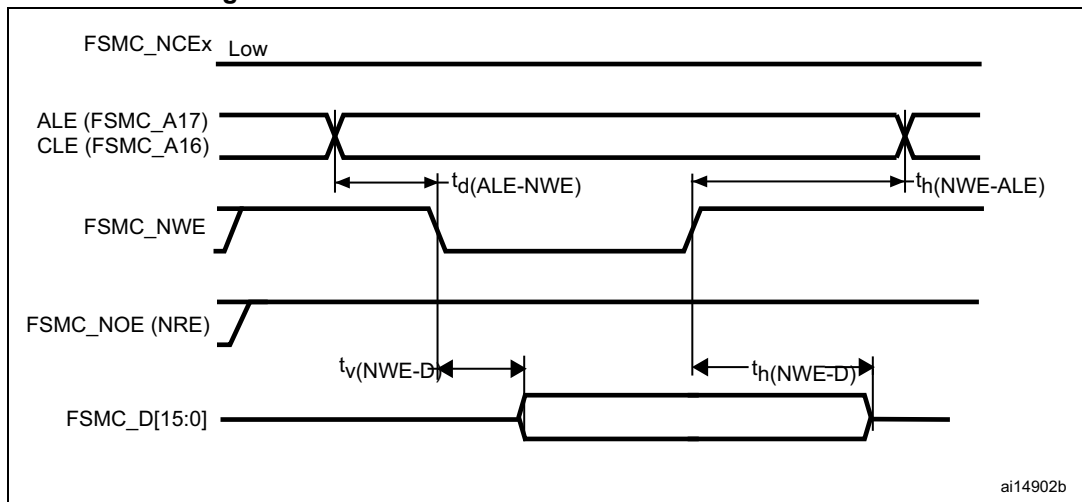 FSMC_NCEx Low
ALE (FSMC_A17)
CLE (FSMC_A16)
td(ALE-NWE)
th(NWE-ALE)
FSMC_NWE
FSMC_NOE (NRE)
tv(NWE-D)
th(NWE-D)
FSMC_D[15:0]
ai14902b